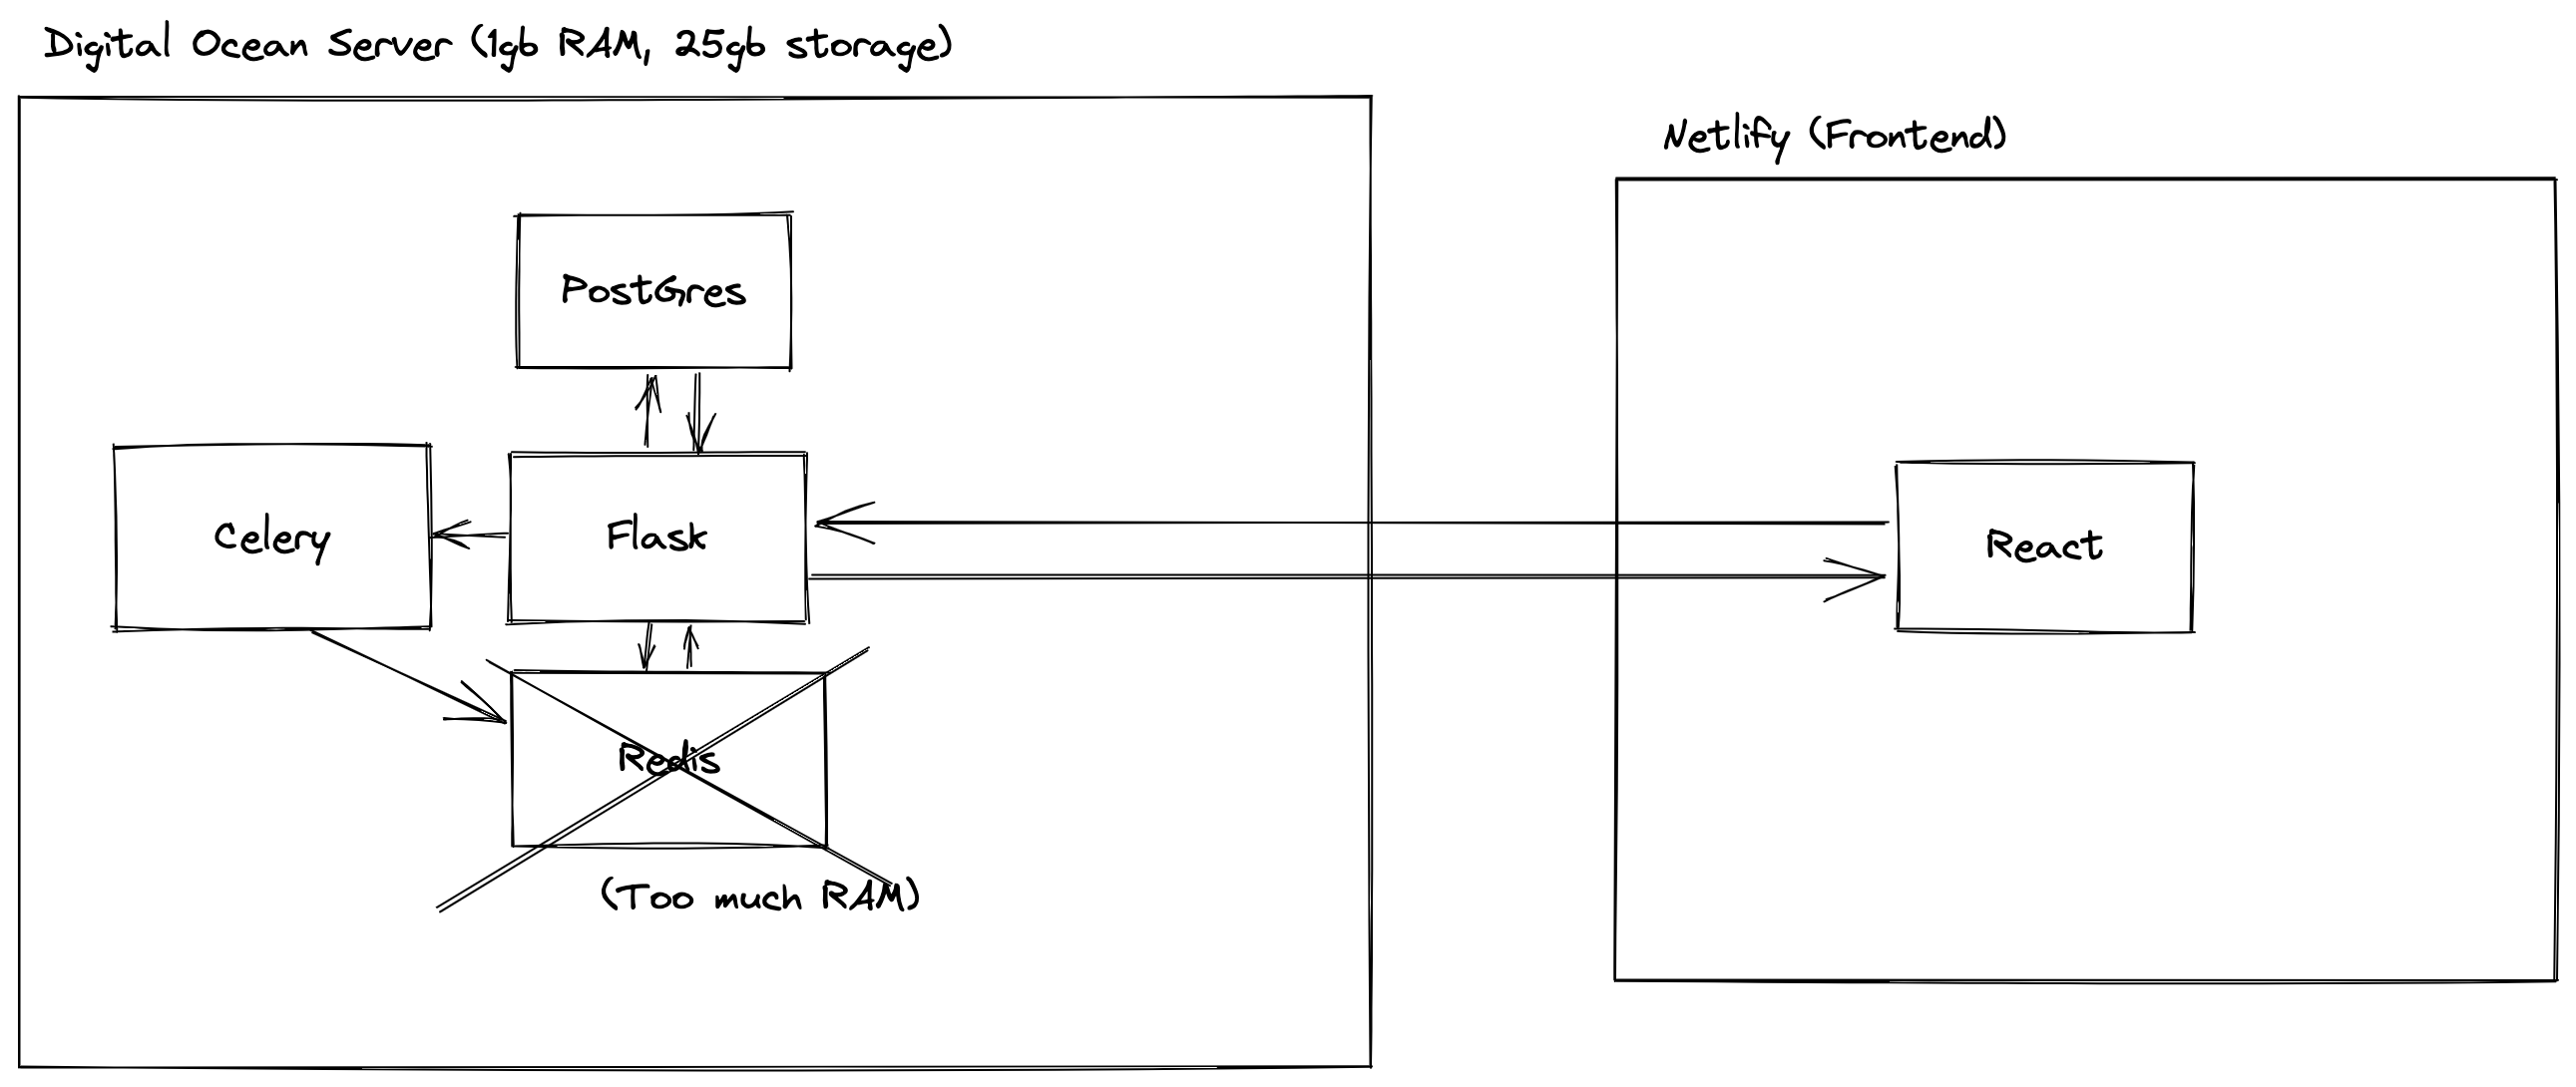 Digital Ocean Server (1gb RAM, 25gb storage)
Netlify (Frontend)
PostGres
Celery
Flask
React
Redis
(Too much RAM)